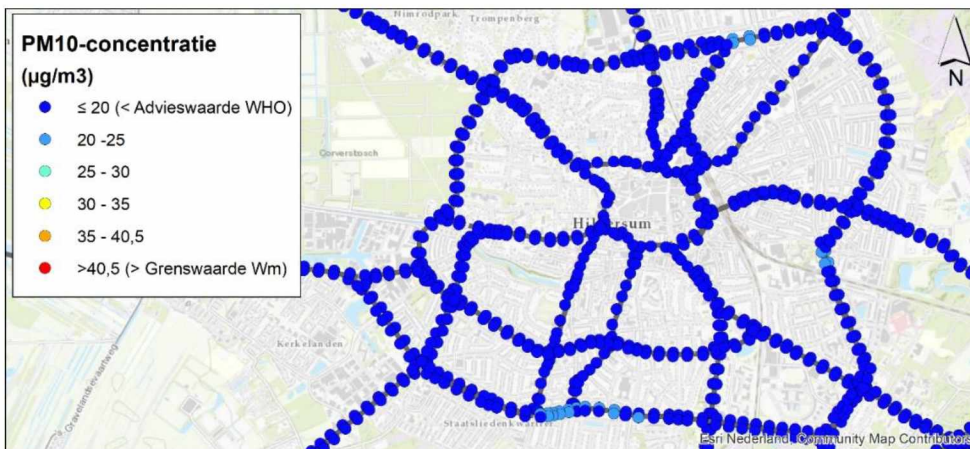 PM10-concentratie
(µg/m3)
≤ 20 (< Advieswaarde WHO)
20 -25
25 - 30
30 - 35
35 - 40,5
>40,5 (> Grenswaarde Wm)
Nimrodpark
Trompenberg
N
Corversbosch
Hilversum
Kerkelanden
's Gravelandsevaartweg
Staatsliedenkwartier
Esri Nederland, Community Map Contributors